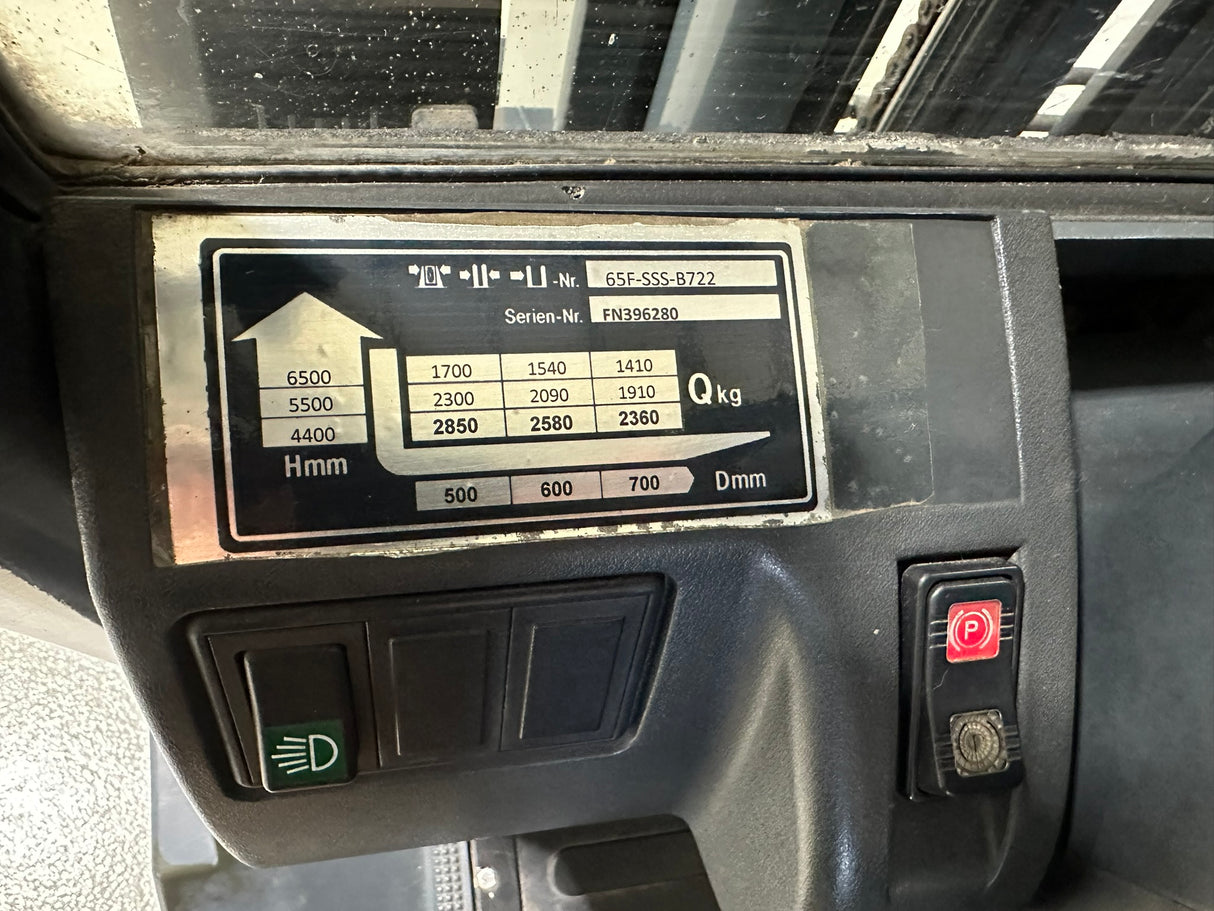 -Nr. 65F-SSS-B722
Serien-Nr. FN396280
6500 1700 1540 1410
5500 2300 2090 1910
4400 2850 2580 2360
Q kg
Hmm
500 600 700 Dmm
P